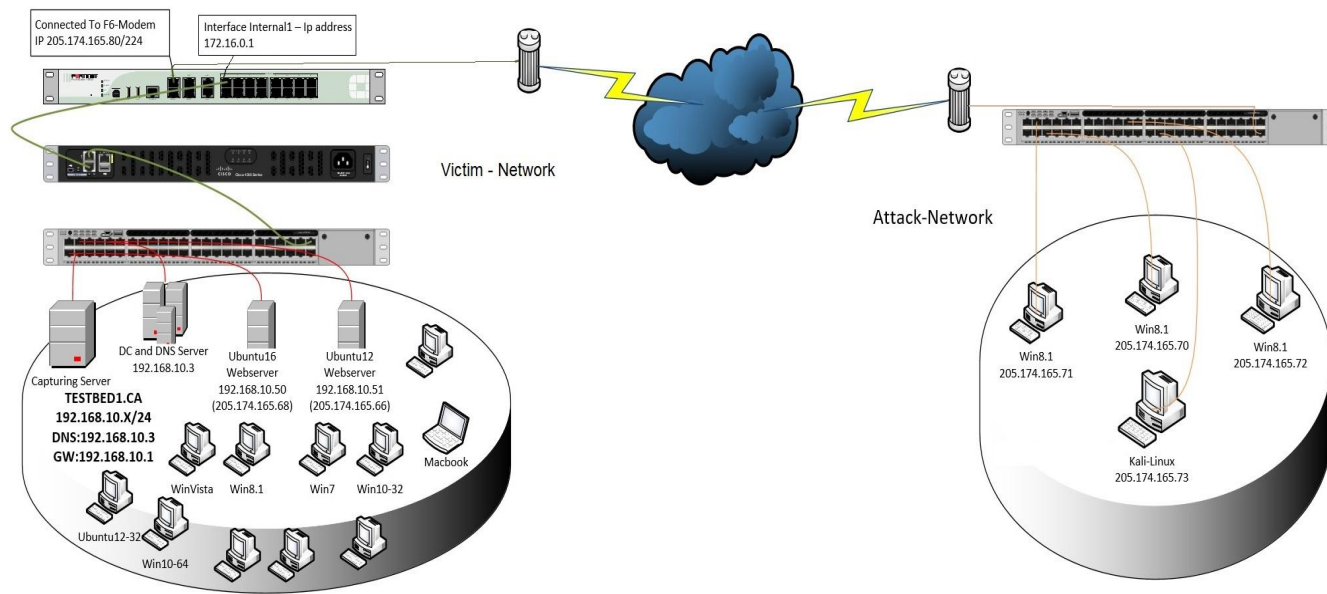 Connected To F6-Modem
IP 205.174.165.80/224
Interface Internal1 – Ip address
172.16.0.1
Victim - Network
Attack-Network
Capturing Server
DC and DNS Server
192.168.10.3
Ubuntu16
Webserver
192.168.10.50
(205.174.165.68)
Ubuntu12
Webserver
192.168.10.51
(205.174.165.66)
TESTBED1.CA
192.168.10.X/24
DNS:192.168.10.3
GW:192.168.10.1
WinVista
Win8.1
Win7
Win10-32
Macbook
Ubuntu12-32
Win10-64
Win8.1
205.174.165.71
Win8.1
205.174.165.70
Win8.1
205.174.165.72
Kali-Linux
205.174.165.73